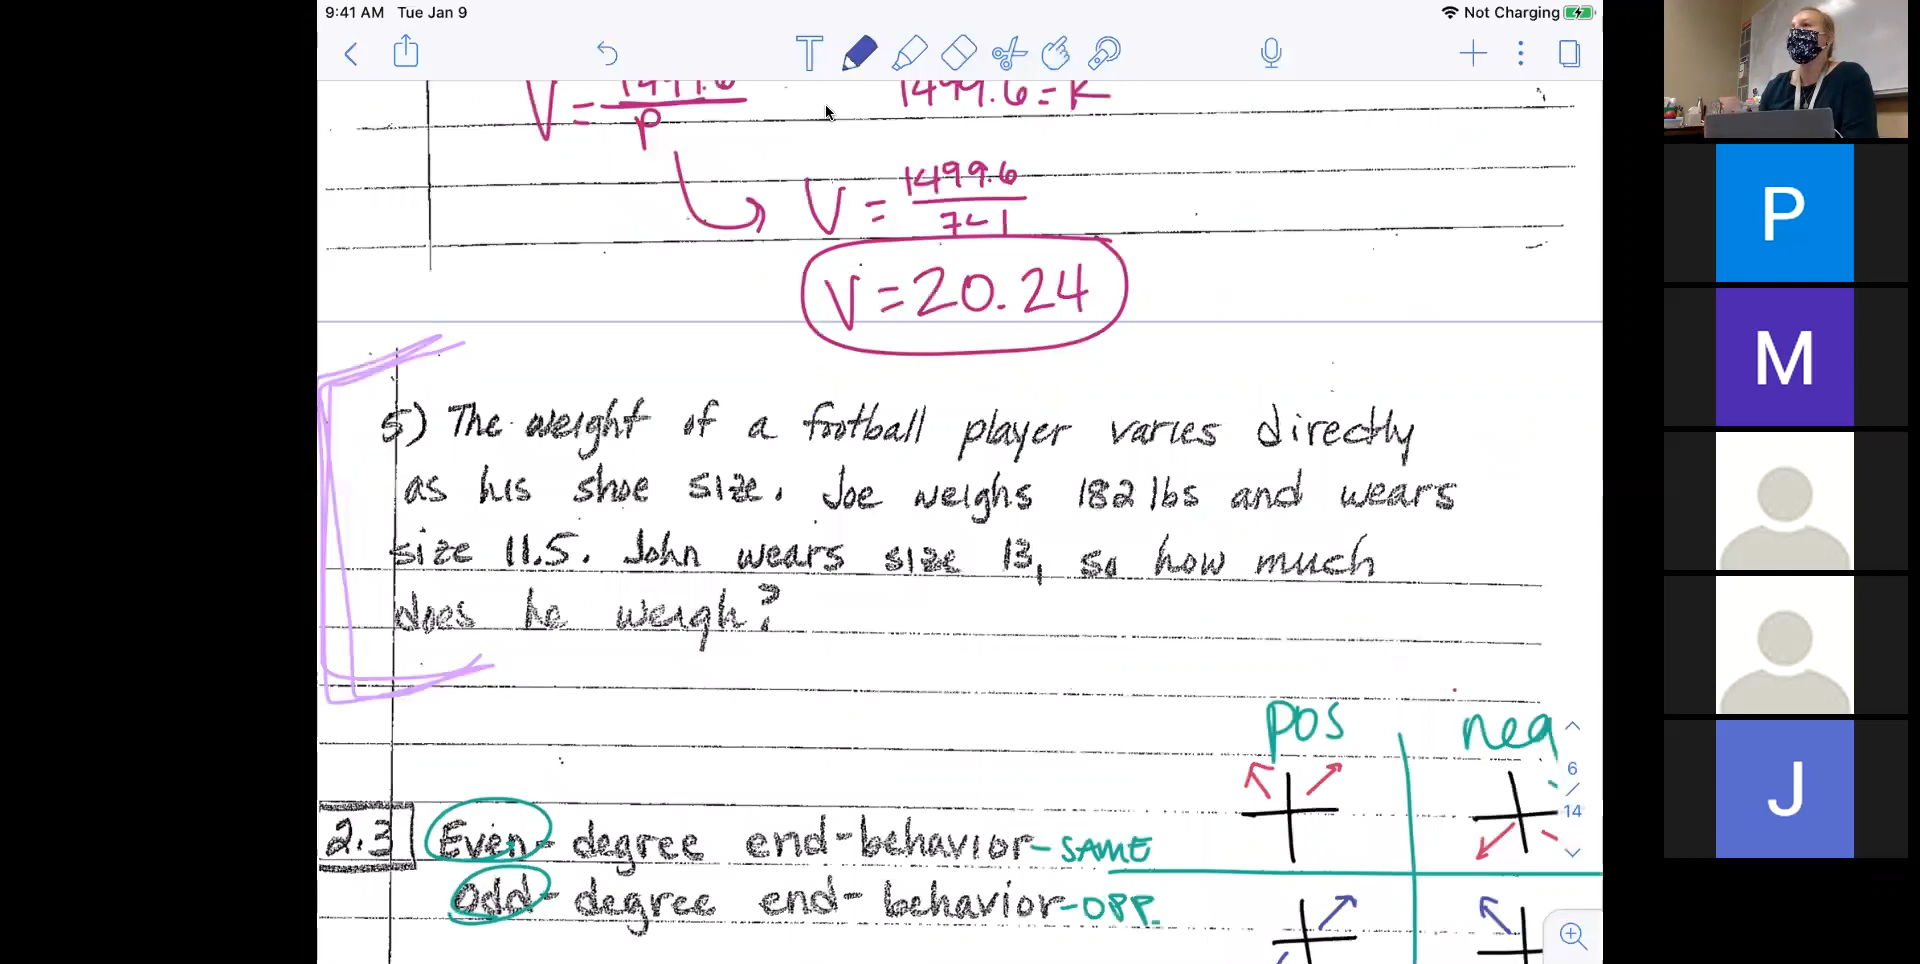 9:41 AM Tue Jan 9
Not Charging
T
V = 1499.6 / P
1499.6 = K
V = 1499.6 / 741
V = 20.24
5) The weight of a football player varies directly
as his shoe size. Joe weighs 182 lbs and wears
size 11.5. John wears size 13, so how much
does he weigh?
pos neg
6 / 14
2.3 Even- degree end-behavior - SAME
Odd- degree end-behavior - OPP.
P
M
J